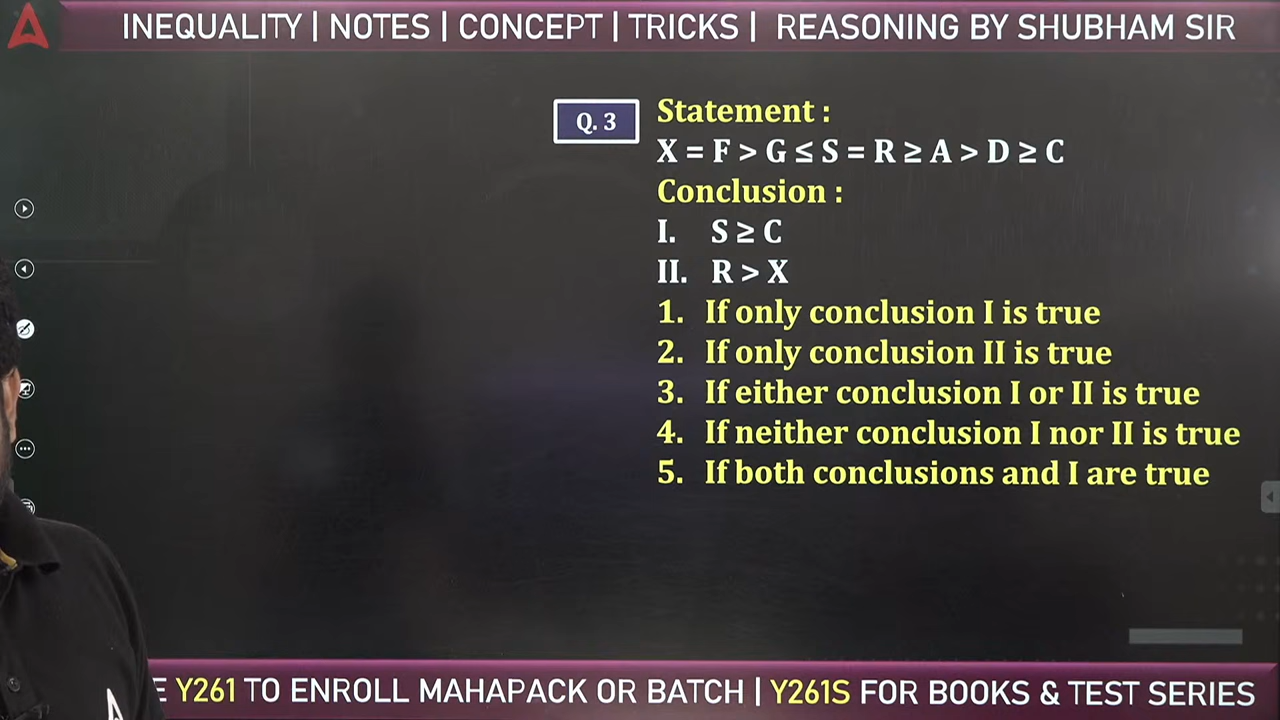 INEQUALITY | NOTES | CONCEPT | TRICKS | REASONING BY SHUBHAM SIR
Q. 3
Statement :
X = F > G ≤ S = R ≥ A > D ≥ C
Conclusion :
I. S ≥ C
II. R > X
1. If only conclusion I is true
2. If only conclusion II is true
3. If either conclusion I or II is true
4. If neither conclusion I nor II is true
5. If both conclusions and I are true
E Y261 TO ENROLL MAHAPACK OR BATCH | Y261S FOR BOOKS & TEST SERIES